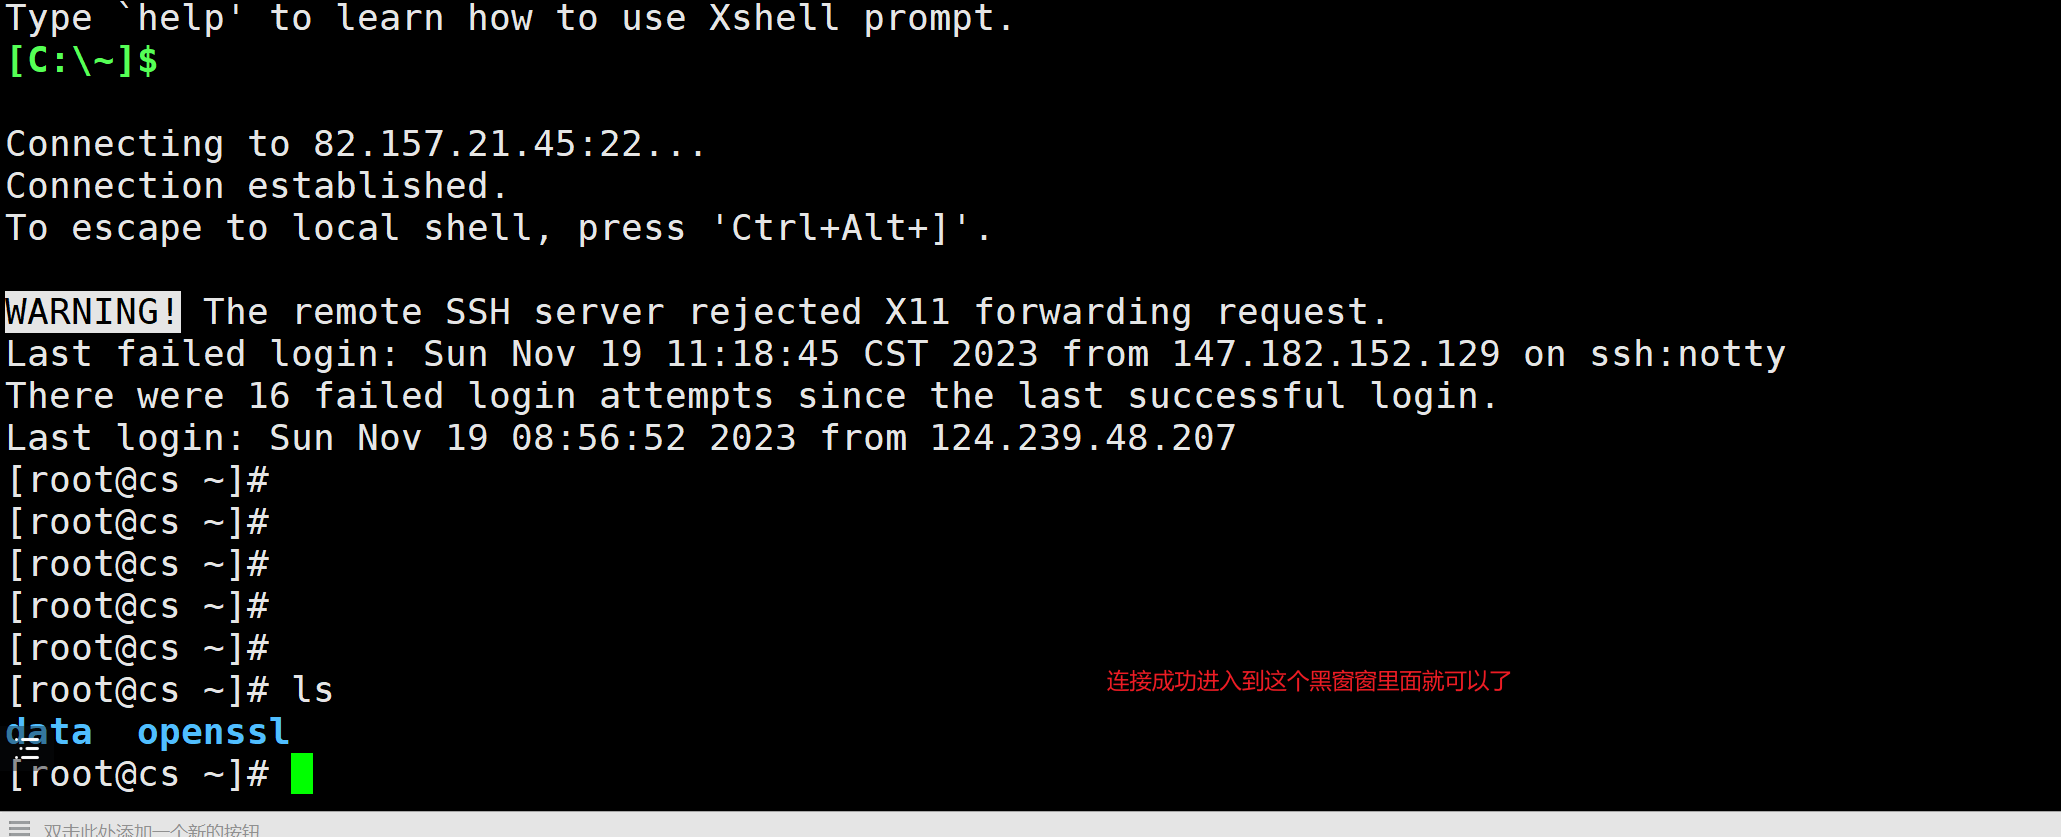 Type `help' to learn how to use Xshell prompt.
[C:\~]$
Connecting to 82.157.21.45:22...
Connection established.
To escape to local shell, press 'Ctrl+Alt+]'.
WARNING! The remote SSH server rejected X11 forwarding request.
Last failed login: Sun Nov 19 11:18:45 CST 2023 from 147.182.152.129 on ssh:notty
There were 16 failed login attempts since the last successful login.
Last login: Sun Nov 19 08:56:52 2023 from 124.239.48.207
[root@cs ~]#
[root@cs ~]#
[root@cs ~]#
[root@cs ~]#
[root@cs ~]#
[root@cs ~]# ls
连接成功进入到这个黑窗窗里面就可以了
data  openssl
[root@cs ~]#
双击此处添加一个新的按钮